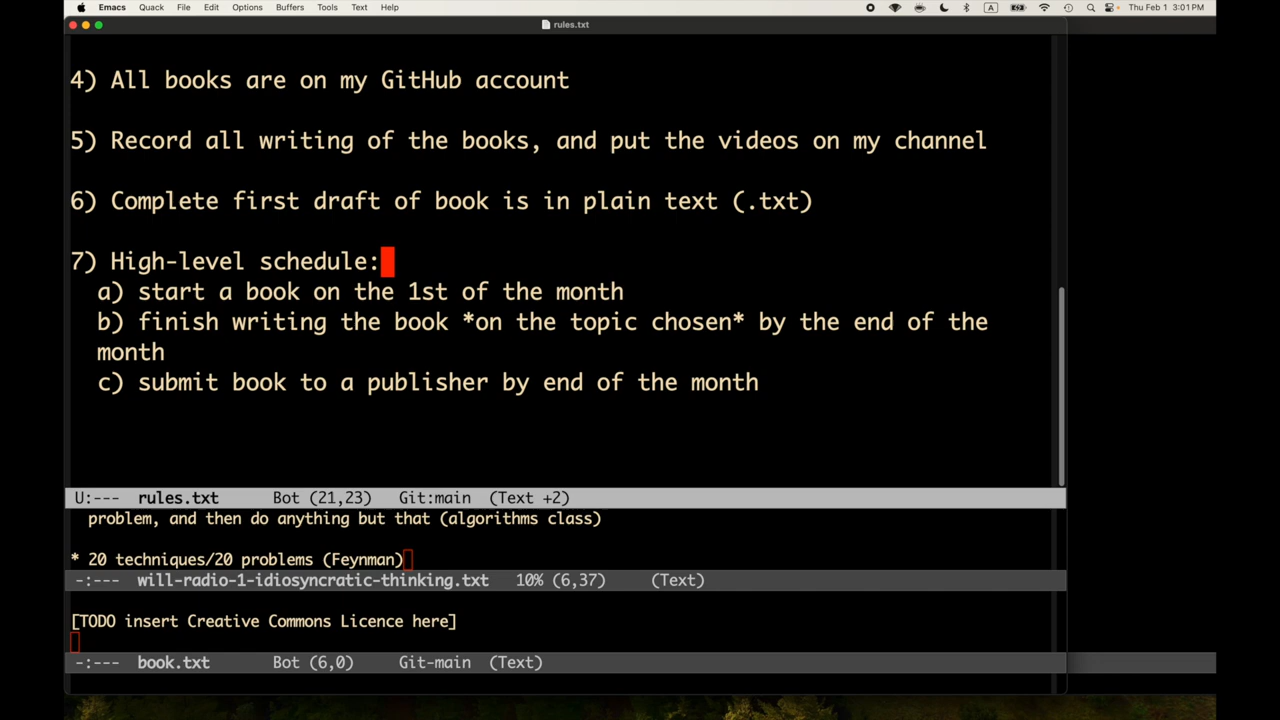 Emacs Quack File Edit Options Buffers Tools Text Help A Thu Feb 1 3:01 PM
rules.txt
4) All books are on my GitHub account
5) Record all writing of the books, and put the videos on my channel
6) Complete first draft of book is in plain text (.txt)
7) High-level schedule:
a) start a book on the 1st of the month
b) finish writing the book *on the topic chosen* by the end of the
month
c) submit book to a publisher by end of the month
U:--- rules.txt Bot (21,23) Git:main (Text +2)
problem, and then do anything but that (algorithms class)
* 20 techniques/20 problems (Feynman)
-:--- will-radio-1-idiosyncratic-thinking.txt 10% (6,37) (Text)
[TODO insert Creative Commons Licence here]
-:--- book.txt Bot (6,0) Git-main (Text)